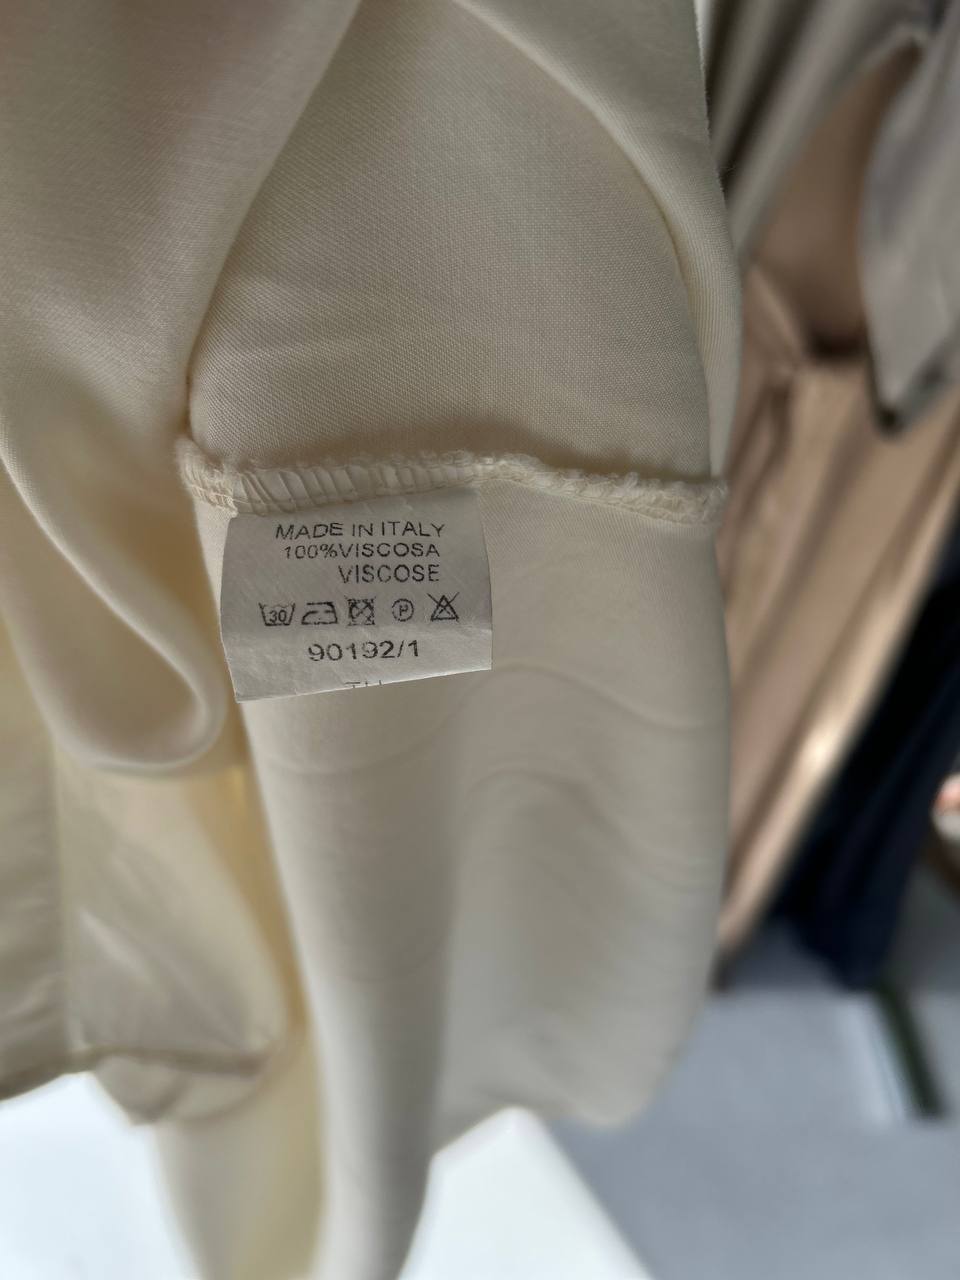 MADE IN ITALY
100%VISCOSA
VISCOSE
30 P
90192/1